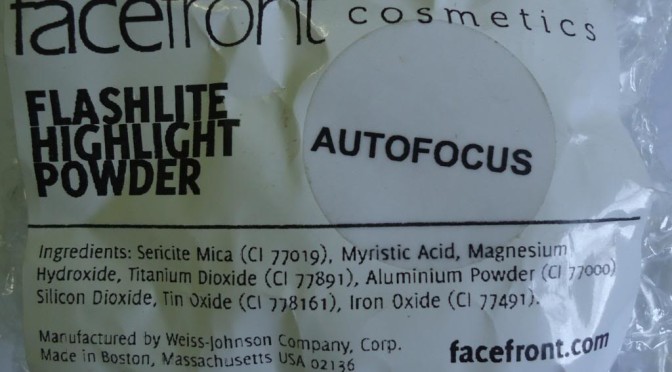 facefront cosmetics
FLASHLITE
HIGHLIGHT
POWDER
AUTOFOCUS
Ingredients: Sericite Mica (CI 77019), Myristic Acid, Magnesium
Hydroxide, Titanium Dioxide (CI 77891), Aluminium Powder (CI 77000)
Silicon Dioxide, Tin Oxide (CI 778161), Iron Oxide (CI 77491).
Manufactured by Weiss-Johnson Company, Corp.
Made in Boston, Massachusetts USA 02136
facefront.com